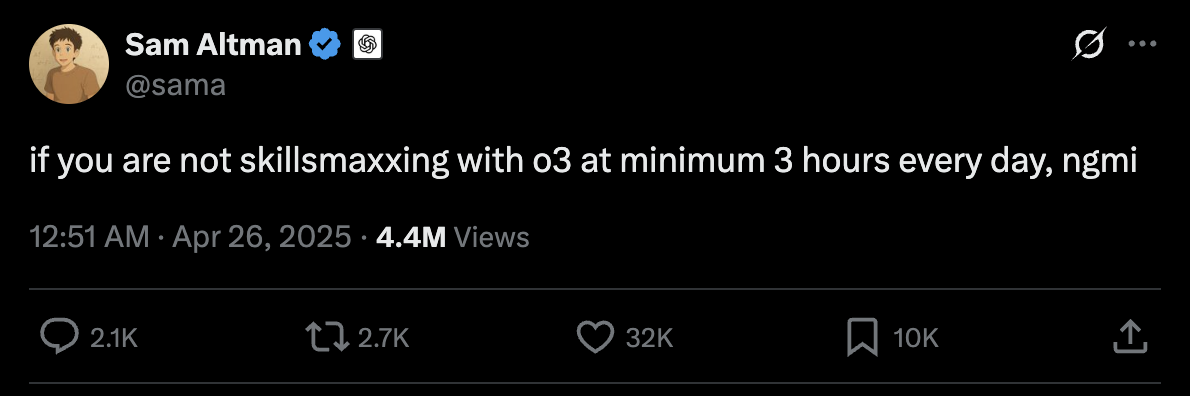 Sam Altman
@sama
if you are not skillsmaxxing with o3 at minimum 3 hours every day, ngmi
12:51 AM · Apr 26, 2025 · 4.4M Views
2.1K 2.7K 32K 10K